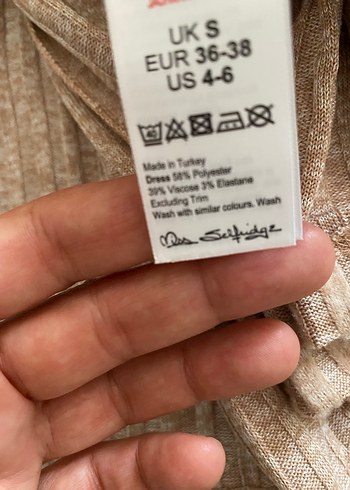 UK S
EUR 36-38
US 4-6
40
Made in Turkey
Dress 58% Polyester
39% Viscose 3% Elastane
Excluding Trim
Wash with similar colours. Wash
Miss Selfridge